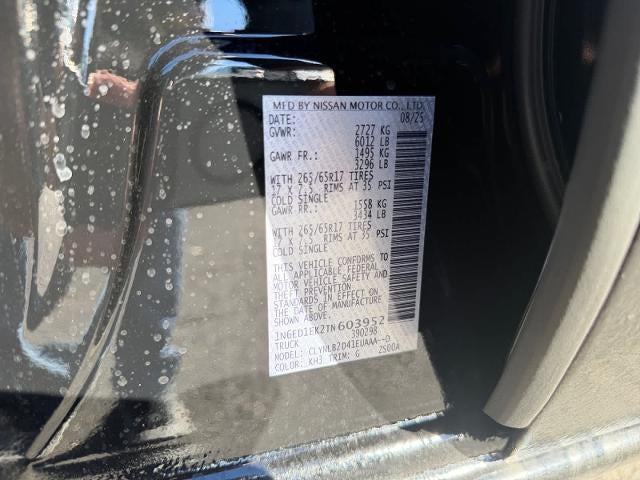 MFD BY NISSAN MOTOR CO., LTD.
DATE: 08/25
GVWR: 2727 KG
6012 LB
GAWR FR.: 1495 KG
3296 LB
WITH 265/65R17 TIRES
17 X 7.5 RIMS AT 35 PSI
COLD SINGLE
GAWR RR.: 1558 KG
3434 LB
WITH 265/65R17 TIRES
17 X 7.5 RIMS AT 35 PSI
COLD SINGLE
THIS VEHICLE CONFORMS TO
ALL APPLICABLE FEDERAL
MOTOR VEHICLE SAFETY AND
THEFT PREVENTION
STANDARDS IN EFFECT ON
THE DATE OF MANUFACTURE
SHOWN ABOVE.
1N6ED1EK2TN603952
TRUCK 390298
MODEL: CLYNLB2D41EUAAA--D
COLOR: KH3 TRIM: G 2S00A